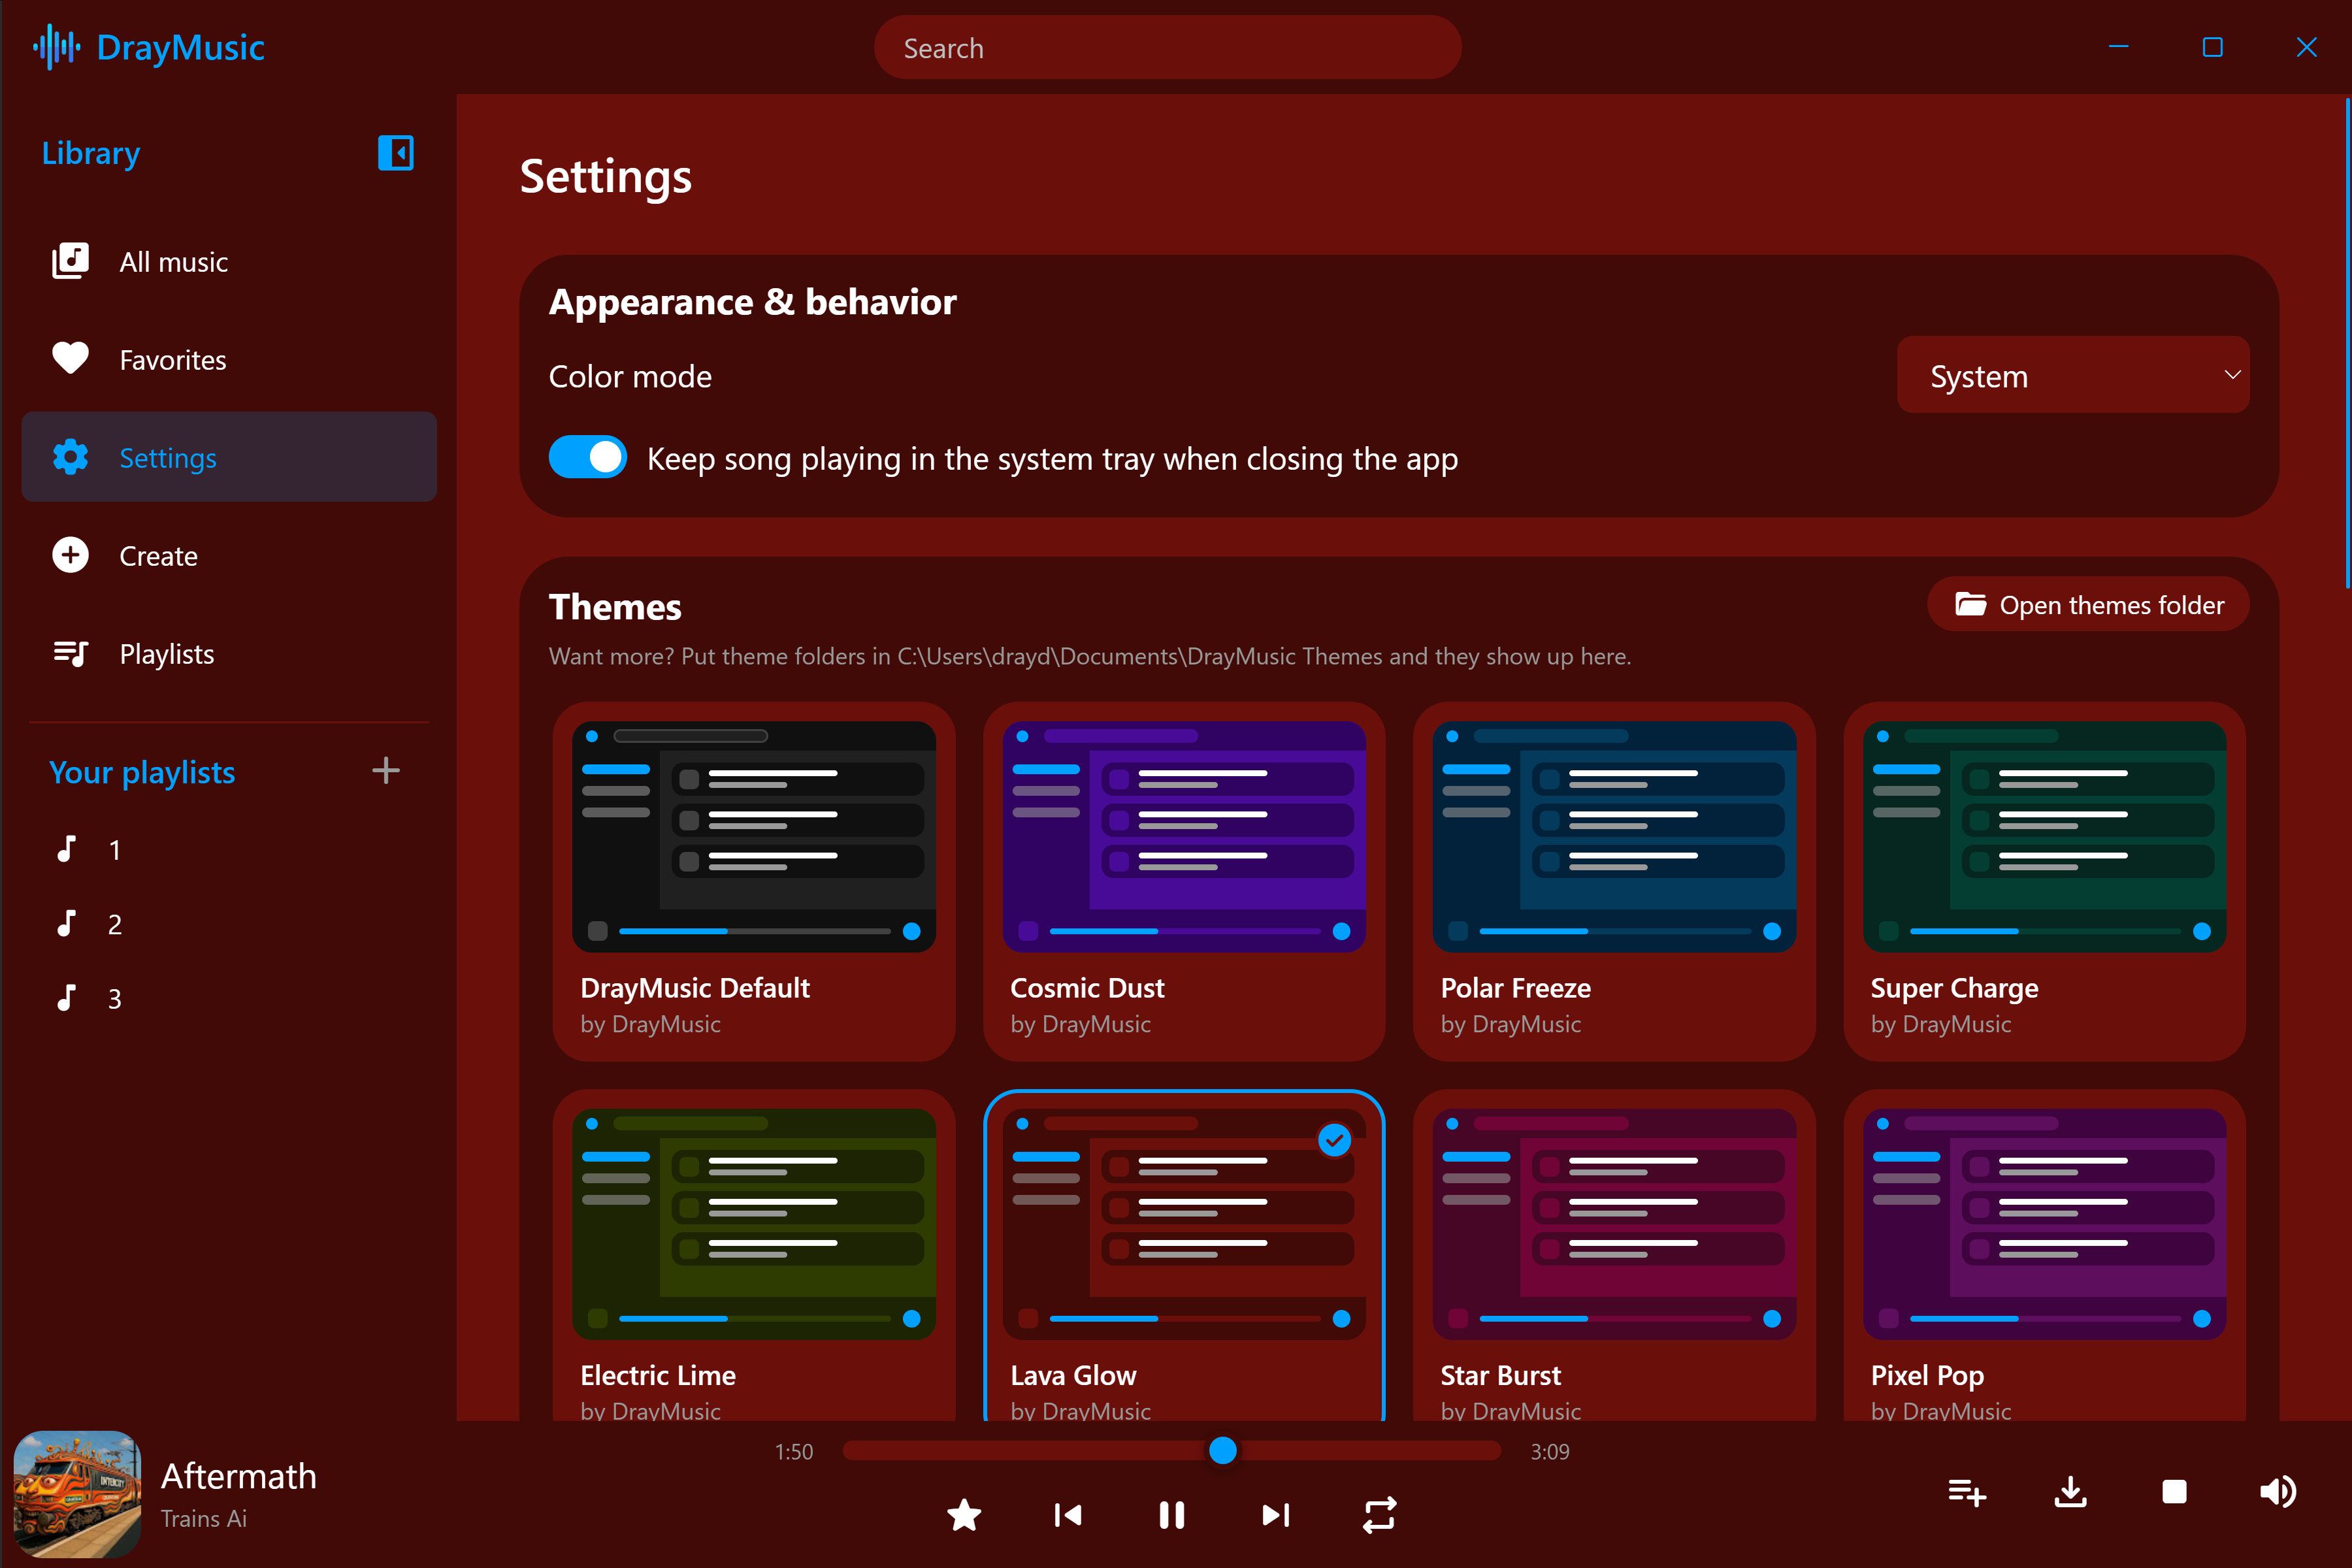 DrayMusic
Search
Library
All music
Favorites
Settings
Create
Playlists
Your playlists
1
2
3
Settings
Appearance & behavior
Color mode
System
Keep song playing in the system tray when closing the app
Themes
Open themes folder
Want more? Put theme folders in C:\Users\drayd\Documents\DrayMusic Themes and they show up here.
DrayMusic Default
by DrayMusic
Cosmic Dust
by DrayMusic
Polar Freeze
by DrayMusic
Super Charge
by DrayMusic
Electric Lime
by DrayMusic
Lava Glow
by DrayMusic
Star Burst
by DrayMusic
Pixel Pop
by DrayMusic
INTERCITY
Aftermath
Trains Ai
1:50
3:09